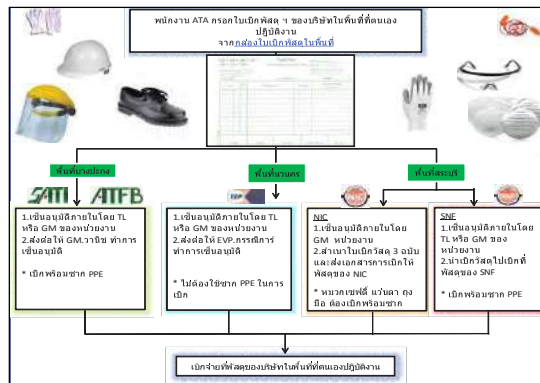 พนักงาน ATA กรอกใบเบิกพัสดุ ฯ ของบริษัทในพื้นที่ที่ตนเอง
ปฏิบัติงาน
จากกล่องใบเบิกพัสดุในพื้นที่
พื้นที่บางปะกง
พื้นที่นวนคร
พื้นที่สระบุรี
SATI ATFB
1.เซ็นอนุมัติภายในโดย TL
หรือ GM ของหน่วยงาน
2.ส่งต่อให้ GM.วานิช ทำการ
เซ็นอนุมัติ
* เบิกพร้อมซาก PPE
1.เซ็นอนุมัติภายในโดย TL
หรือ GM ของหน่วยงาน
2.ส่งต่อให้ EVP.กรรณิการ์
ทำการเซ็นอนุมัติ
* ไม่ต้องใช้ซาก PPE ในการ
เบิก
NIC
1.เซ็นอนุมัติภายในโดย
GM หน่วยงาน
2.สำเนาใบเบิกวัสดุ 3 ฉบับ
และส่งเอกสารการเบิกให้
พัสดุของ NIC
* หมวกเซฟตี้ แว่นตา ถุง
มือ ต้องเบิกพร้อมซาก
SNF
1.เซ็นอนุมัติภายในโดย
TL หรือ GM ของ
หน่วยงาน
2.นำเบิกวัสดุไปเบิกที่
พัสดุของ SNF
* เบิกพร้อมซาก PPE
เบิกจ่ายที่พัสดุของบริษัทในพื้นที่ที่ตนเองปฏิบัติงาน